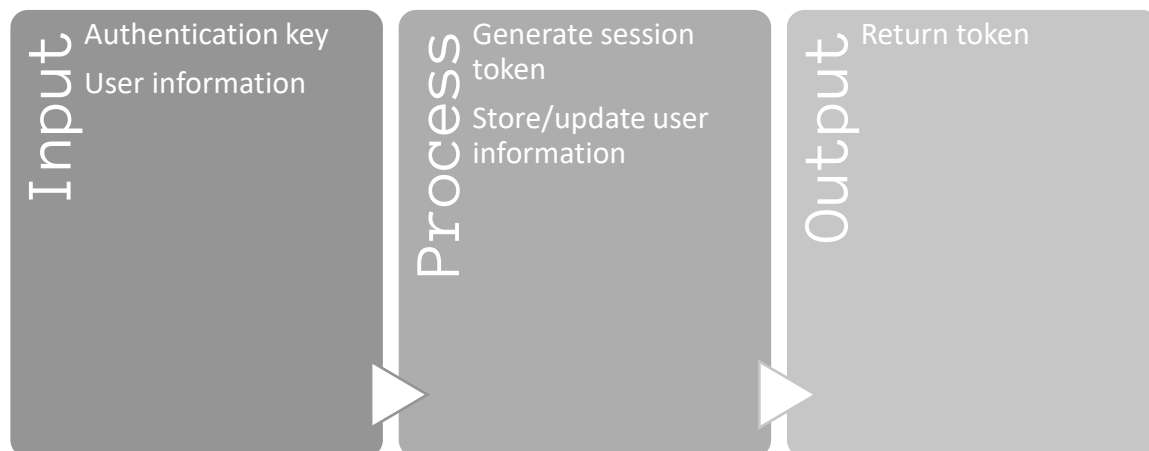 Input
Authentication key
User information
Process
Generate session
token
Store/update user
information
Output
Return token